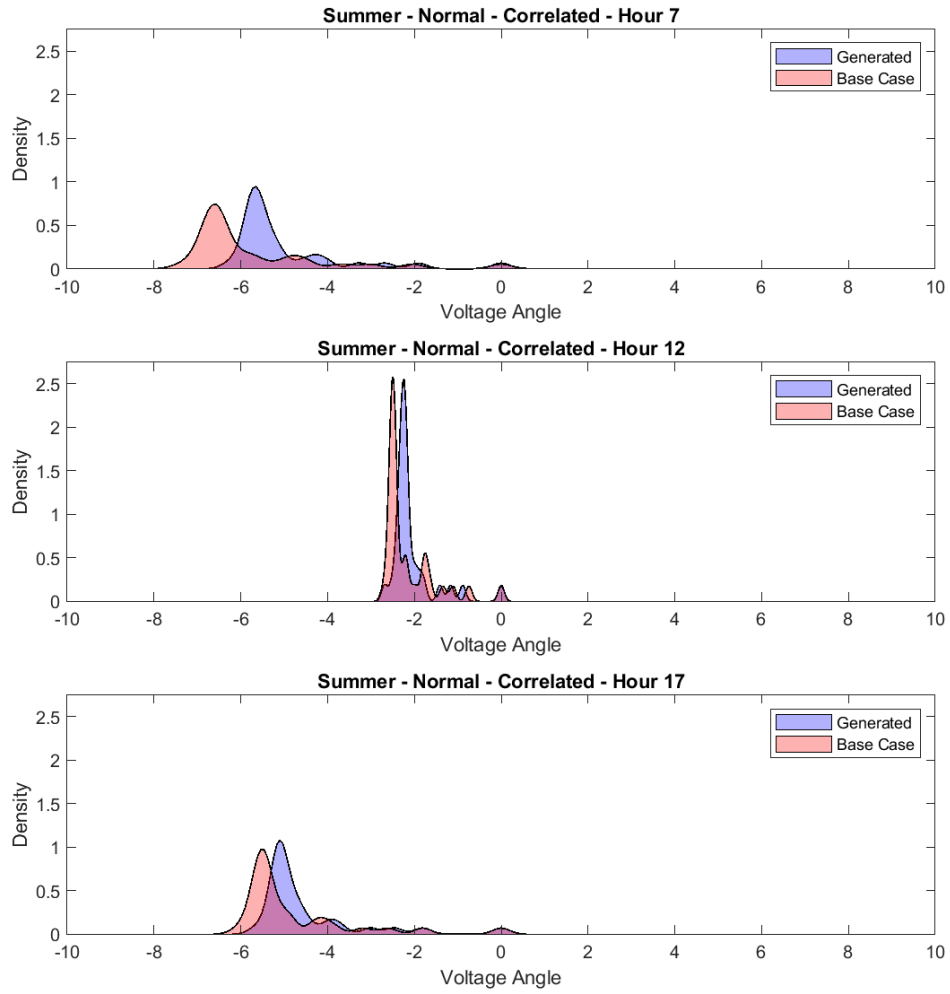 Summer - Normal - Correlated - Hour 7
2.5
2
1.5
1
0.5
0
Density
Generated
Base Case
-10 -8 -6 -4 -2 0 2 4 6 8 10
Voltage Angle
Summer - Normal - Correlated - Hour 12
2.5
2
1.5
1
0.5
0
Density
Generated
Base Case
-10 -8 -6 -4 -2 0 2 4 6 8 10
Voltage Angle
Summer - Normal - Correlated - Hour 17
2.5
2
1.5
1
0.5
0
Density
Generated
Base Case
-10 -8 -6 -4 -2 0 2 4 6 8 10
Voltage Angle